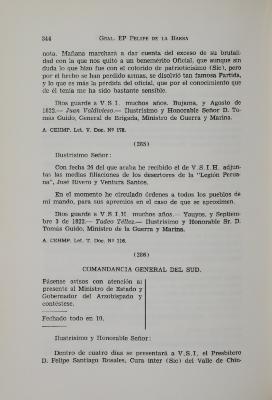 344 GRAL. EP FELIPE DE LA BARRA
nota. Mañana marchará a dar cuenta del exceso de su brutali-
dad con la que nos quito a un benemérito Oficial, que aunque sin
duda lo que hizo fue con el colorido de patrioticismo (Sic), pero
por el hecho se han perdido armas, se disolvió tan famosa Partida,
y lo que es más la pérdida del oficial, que por el conocimiento que
de él tenía me ha sido bastante sensible.
Dios guarde a V.S.I. muchos años. Bujama, y Agosto de
1822.— Juan Valdivieso.— Ilustrísimo y Honorable Señor D. To-
más Guido, General de Brigada, Ministro de Guerra y Marina.
A. CEHMP. Let. V. Doc. Nº 178.
(285)
Ilustrísimo Señor:
Con fecha 26 del que acaba he recibido el de V.S.I.H. adjun-
tas las medias filiaciones de los desertores de la "Legión Perua-
na", José Rivero y Ventura Santos.
En el momento he circulado órdenes a todos los pueblos de
mi mando, para sus apremios en el caso de que se aproximen.
Dios guarde a V.S.I.H. muchos años.— Yauyos, y Septiem-
bre 3 de 1822.— Tadeo Téllez.— Ilustrísimo y Honorable Sr. D.
Tomás Guido, Ministro de la Guerra y Marina.
A. CEHMP. Let. T. Doc. Nº 116.
(286)
COMANDANCIA GENERAL DEL SUD.
Pásense avisos con atención al
presente al Ministro de Estado y
Gobernador del Arzobispado y
contéstese.
Fechado todo en 10.
Ilustrísimo y Honorable Señor:
Dentro de cuatro días se presentará a V.S.I. el Presbítero
D. Felipe Santiago Rosales, Cura inter (Sic) del Valle de Chin-